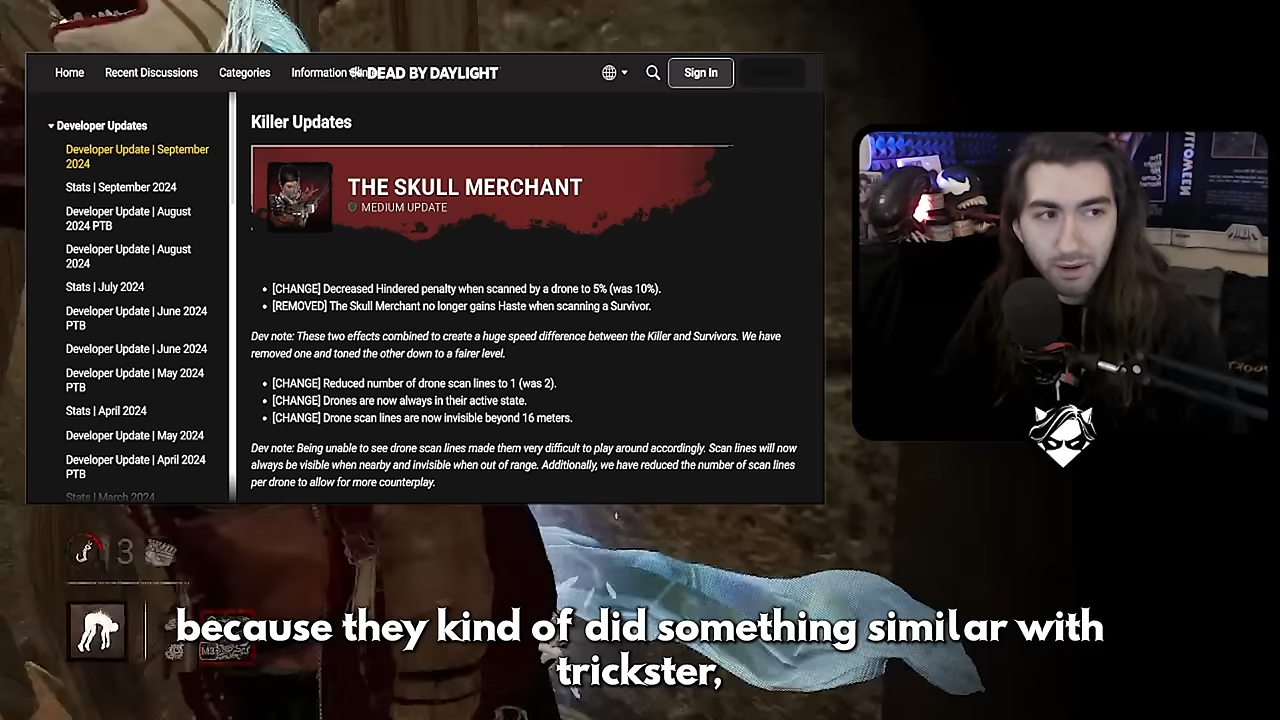 Home Recent Discussions Categories Information DEAD BY DAYLIGHT Sign In
Developer Updates
Developer Update | September
2024
Stats | September 2024
Developer Update | August
2024 PTB
Developer Update | August
2024
Stats | July 2024
Developer Update | June 2024
PTB
Developer Update | June 2024
Developer Update | May 2024
PTB
Stats | April 2024
Developer Update | May 2024
Developer Update | April 2024
PTB
Stats | March 2024
Killer Updates
THE SKULL MERCHANT
MEDIUM UPDATE
• [CHANGE] Decreased Hindered penalty when scanned by a drone to 5% (was 10%).
• [REMOVED] The Skull Merchant no longer gains Haste when scanning a Survivor.
Dev note: These two effects combined to create a huge speed difference between the Killer and Survivors. We have
removed one and toned the other down to a fairer level.
• [CHANGE] Reduced number of drone scan lines to 1 (was 2).
• [CHANGE] Drones are now always in their active state.
• [CHANGE] Drone scan lines are now invisible beyond 16 meters.
Dev note: Being unable to see drone scan lines made them very difficult to play around accordingly. Scan lines will now
always be visible when nearby and invisible when out of range. Additionally, we have reduced the number of scan lines
per drone to allow for more counterplay.
HALLOWEEN
3
M3
because they kind of did something similar with
trickster,